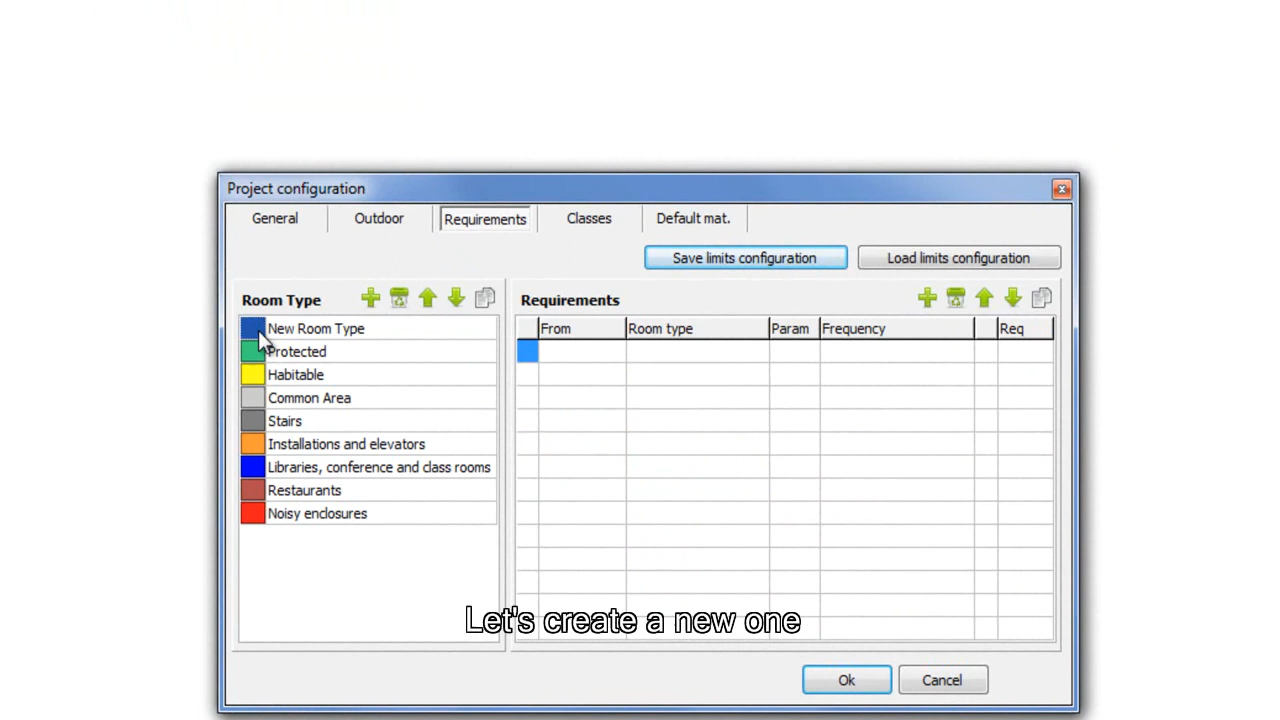 Project configuration
General Outdoor Requirements Classes Default mat.
Save limits configuration Load limits configuration
Room Type
New Room Type
Protected
Habitable
Common Area
Stairs
Installations and elevators
Libraries, conference and class rooms
Restaurants
Noisy enclosures
Requirements
From Room type Param Frequency Req
Let's create a new one
Ok Cancel